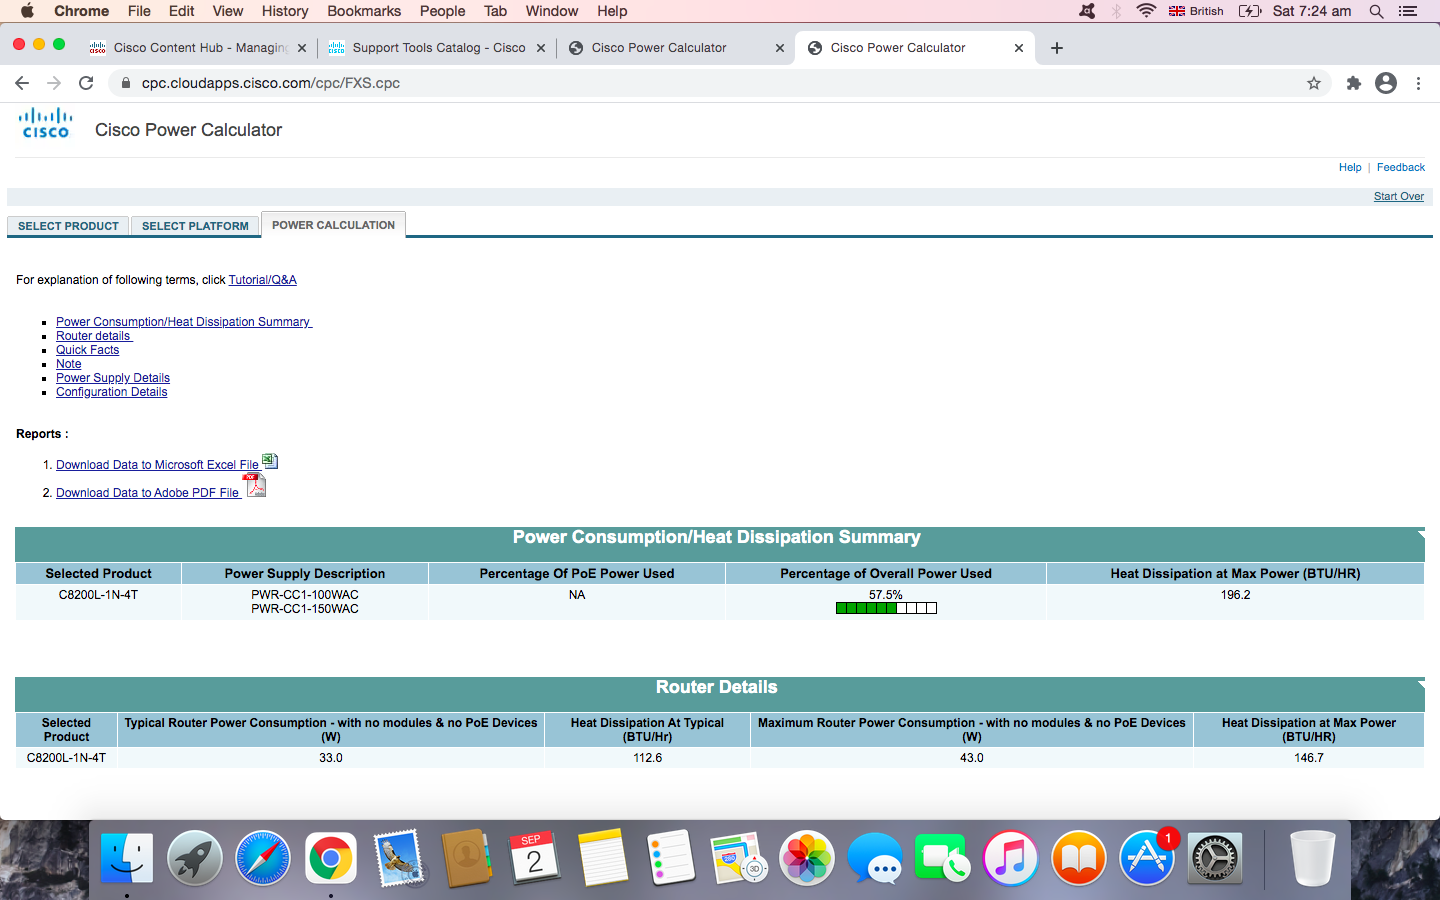 Chrome File Edit View History Bookmarks People Tab Window Help British Sat 7:24 am
Cisco Content Hub - Managing Support Tools Catalog - Cisco Cisco Power Calculator Cisco Power Calculator
cpc.cloudapps.cisco.com/cpc/FXS.cpc
CISCO Cisco Power Calculator
Help | Feedback
Start Over
SELECT PRODUCT SELECT PLATFORM POWER CALCULATION
For explanation of following terms, click Tutorial/Q&A
Power Consumption/Heat Dissipation Summary
Router details
Quick Facts
Note
Power Supply Details
Configuration Details
Reports :
1. Download Data to Microsoft Excel File
2. Download Data to Adobe PDF File
Power Consumption/Heat Dissipation Summary
Selected Product Power Supply Description Percentage Of PoE Power Used Percentage of Overall Power Used Heat Dissipation at Max Power (BTU/HR)
C8200L-1N-4T PWR-CC1-100WAC NA 57.5% 196.2
PWR-CC1-150WAC
Router Details
Selected Typical Router Power Consumption - with no modules & no PoE Devices Heat Dissipation At Typical Maximum Router Power Consumption - with no modules & no PoE Devices Heat Dissipation at Max Power
Product (W) (BTU/Hr) (W) (BTU/HR)
C8200L-1N-4T 33.0 112.6 43.0 146.7
SEP
2
280
3D
1